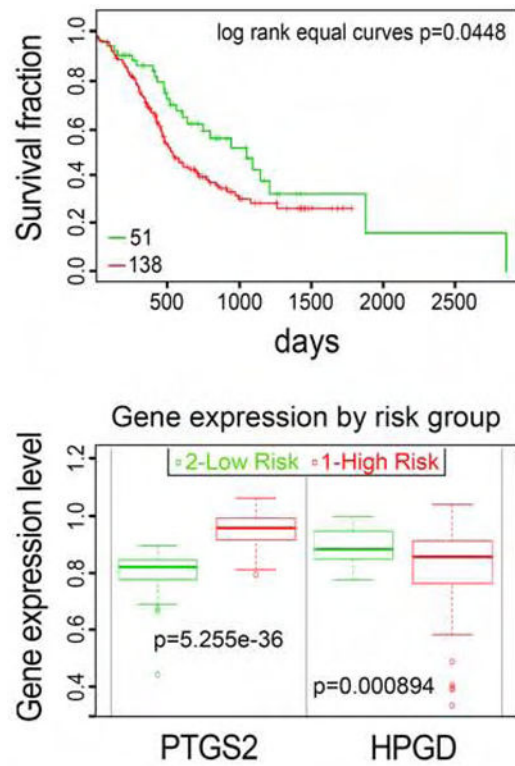 log rank equal curves p=0.0448
Survival fraction
1.0
0.8
0.6
0.4
0.2
0.0
51
138
500 1000 1500 2000 2500
days
Gene expression by risk group
2-Low Risk 1-High Risk
Gene expression level
1.2
1.0
0.8
0.6
0.4
p=5.255e-36
p=0.000894
PTGS2 HPGD